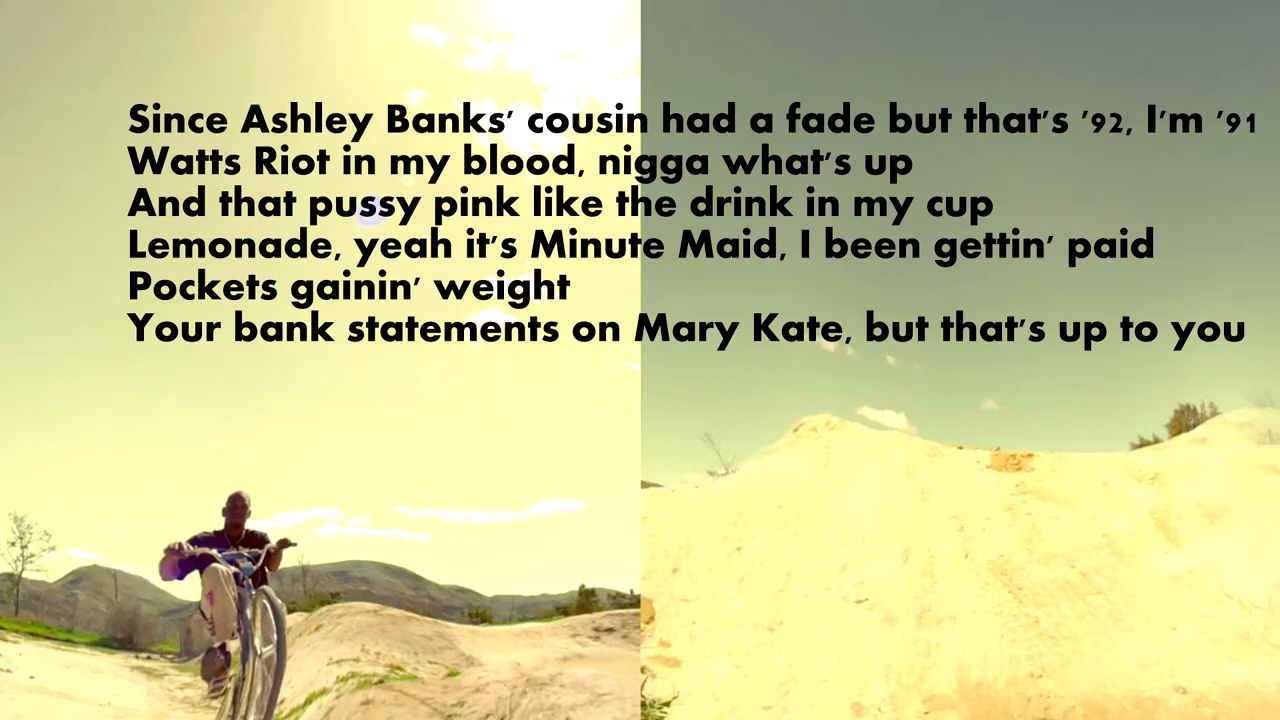 Since Ashley Banks' cousin had a fade but that's '92, I'm '91
Watts Riot in my blood, nigga what's up
And that pussy pink like the drink in my cup
Lemonade, yeah it's Minute Maid, I been gettin' paid
Pockets gainin' weight
Your bank statements on Mary Kate, but that's up to you